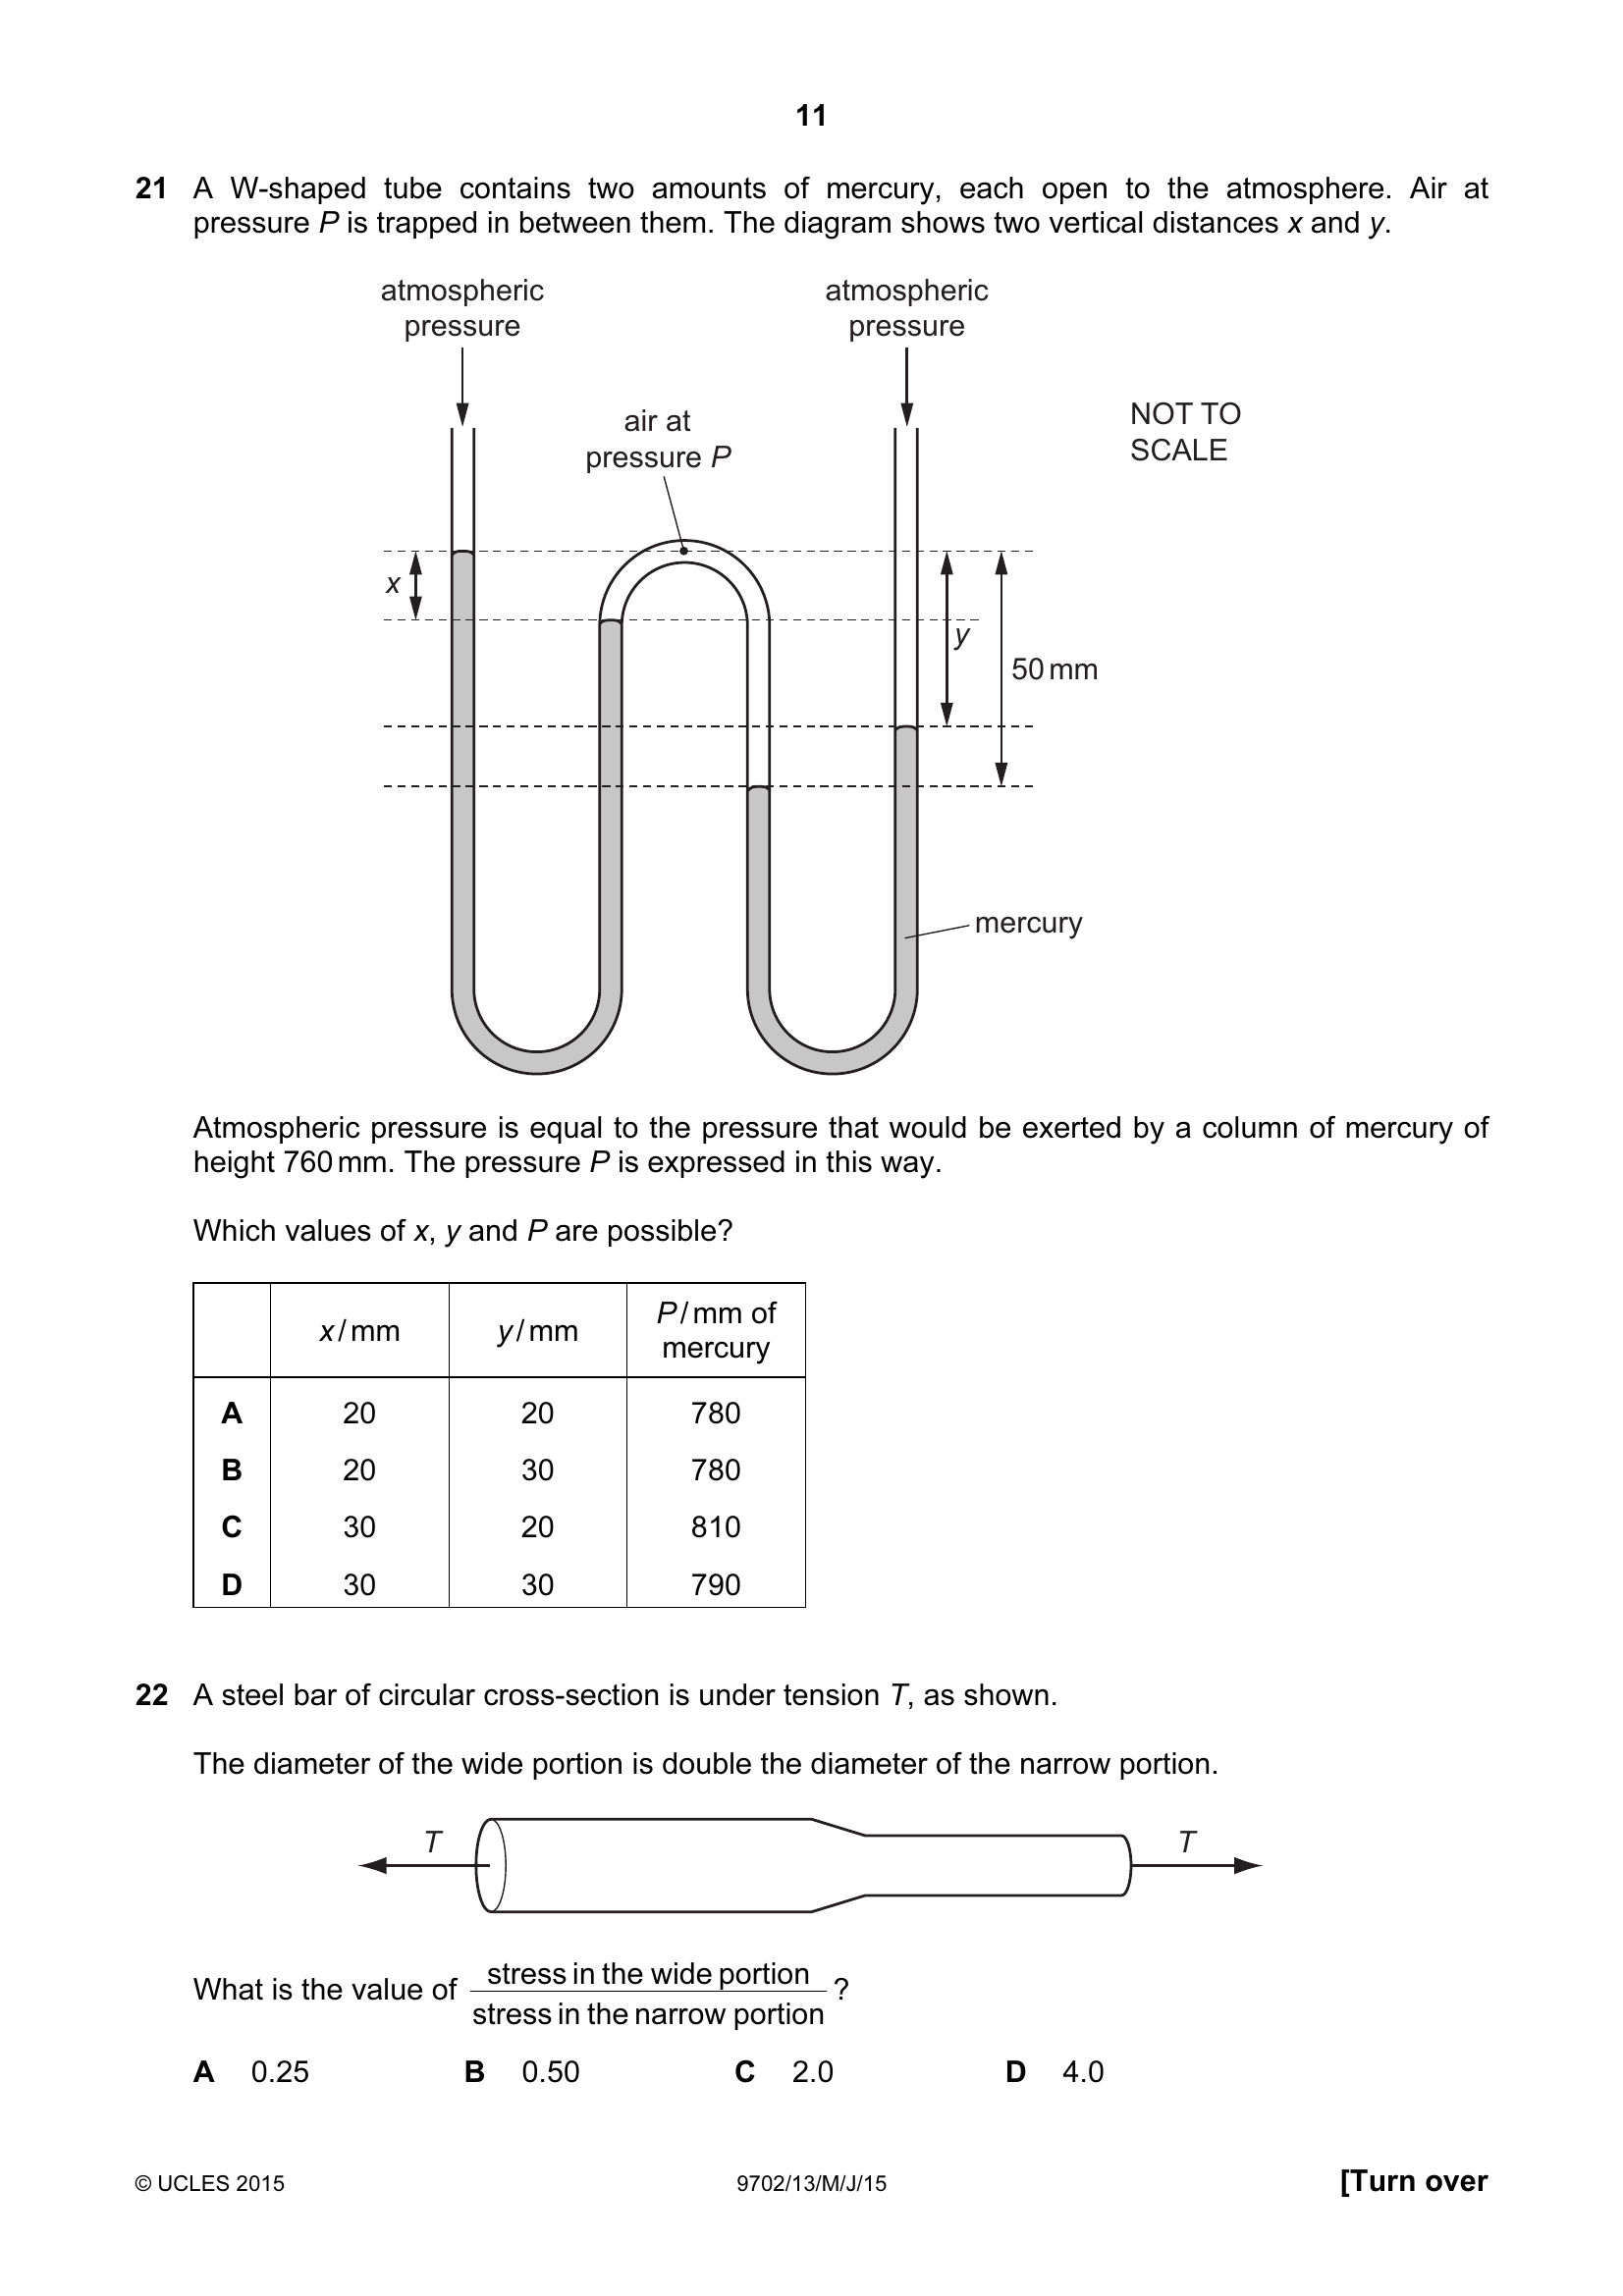 11
21 A W-shaped tube contains two amounts of mercury, each open to the atmosphere. Air at
pressure P is trapped in between them. The diagram shows two vertical distances x and y.
atmospheric
pressure
atmospheric
pressure
air at
pressure P
NOT TO
SCALE
x
y
50 mm
mercury
Atmospheric pressure is equal to the pressure that would be exerted by a column of mercury of
height 760 mm. The pressure P is expressed in this way.
Which values of x, y and P are possible?
x / mm y / mm P / mm of
mercury
A 20 20 780
B 20 30 780
C 30 20 810
D 30 30 790
22 A steel bar of circular cross-section is under tension T, as shown.
The diameter of the wide portion is double the diameter of the narrow portion.
T
T
What is the value of stress in the wide portion
stress in the narrow portion ?
A 0.25 B 0.50 C 2.0 D 4.0
© UCLES 2015 9702/13/M/J/15 [Turn over